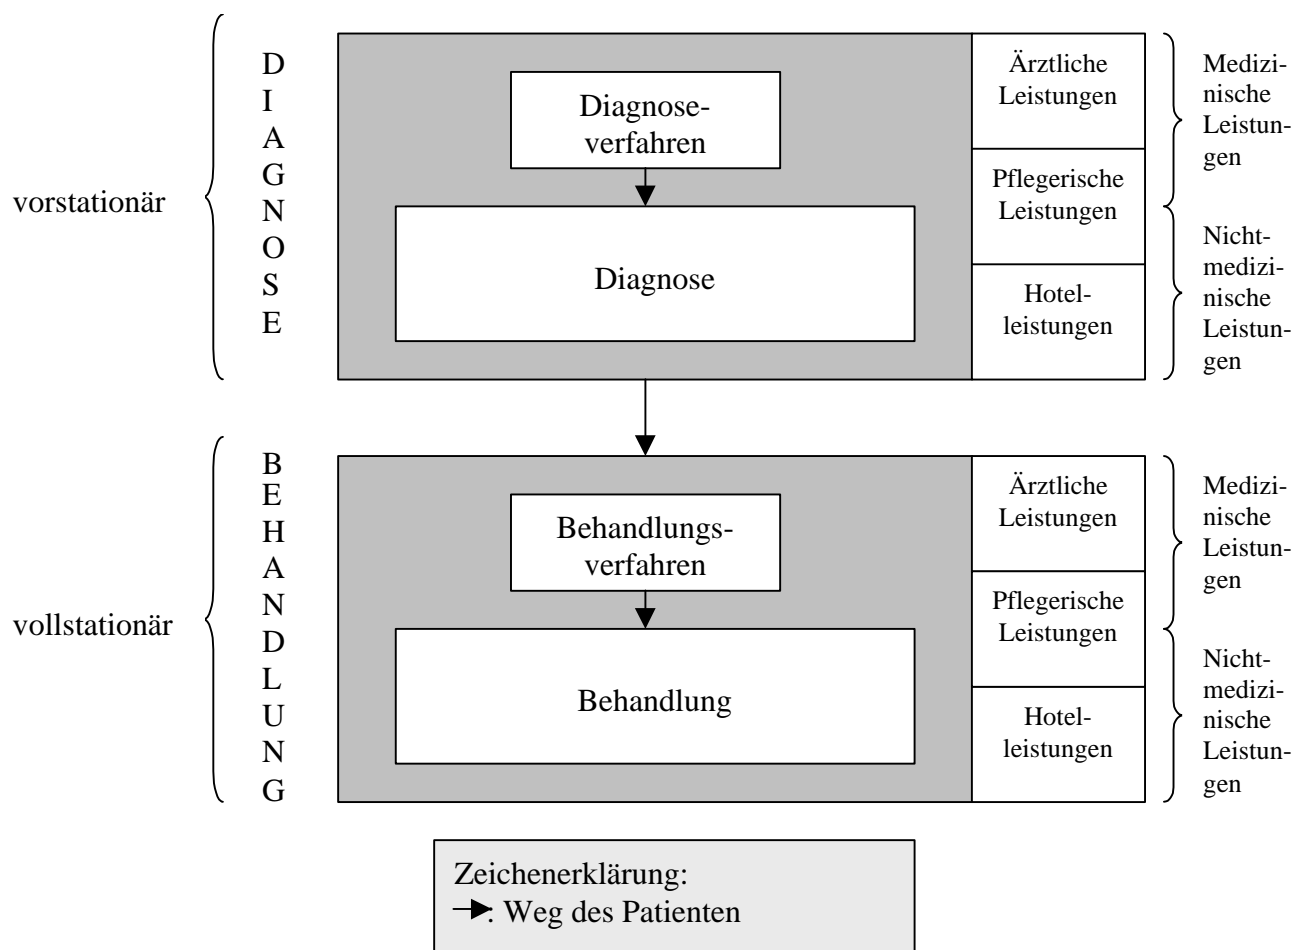 vorstationär
D
I
A
G
N
O
S
E
Diagnose-
verfahren
Diagnose
Ärztliche
Leistungen
Pflegerische
Leistungen
Hotel-
leistungen
Medizi-
nische
Leistun-
gen
Nicht-
medizi-
nische
Leistun-
gen
vollstationär
B
E
H
A
N
D
L
U
N
G
Behandlungs-
verfahren
Behandlung
Ärztliche
Leistungen
Pflegerische
Leistungen
Hotel-
leistungen
Medizi-
nische
Leistun-
gen
Nicht-
medizi-
nische
Leistun-
gen
Zeichenerklärung:
: Weg des Patienten